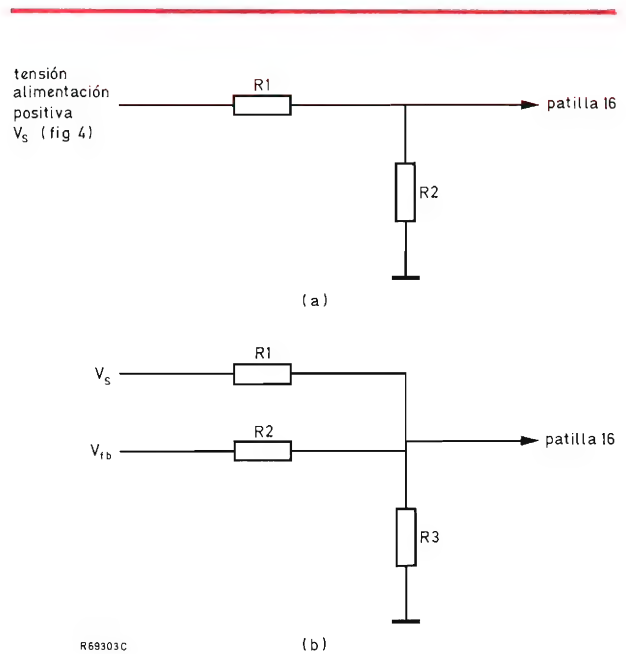 tensión
alimentación
positiva
V_S (fig 4)
R1
patilla 16
R2
(a)
V_S
R1
V_fb
R2
patilla 16
R3
R69303C
(b)